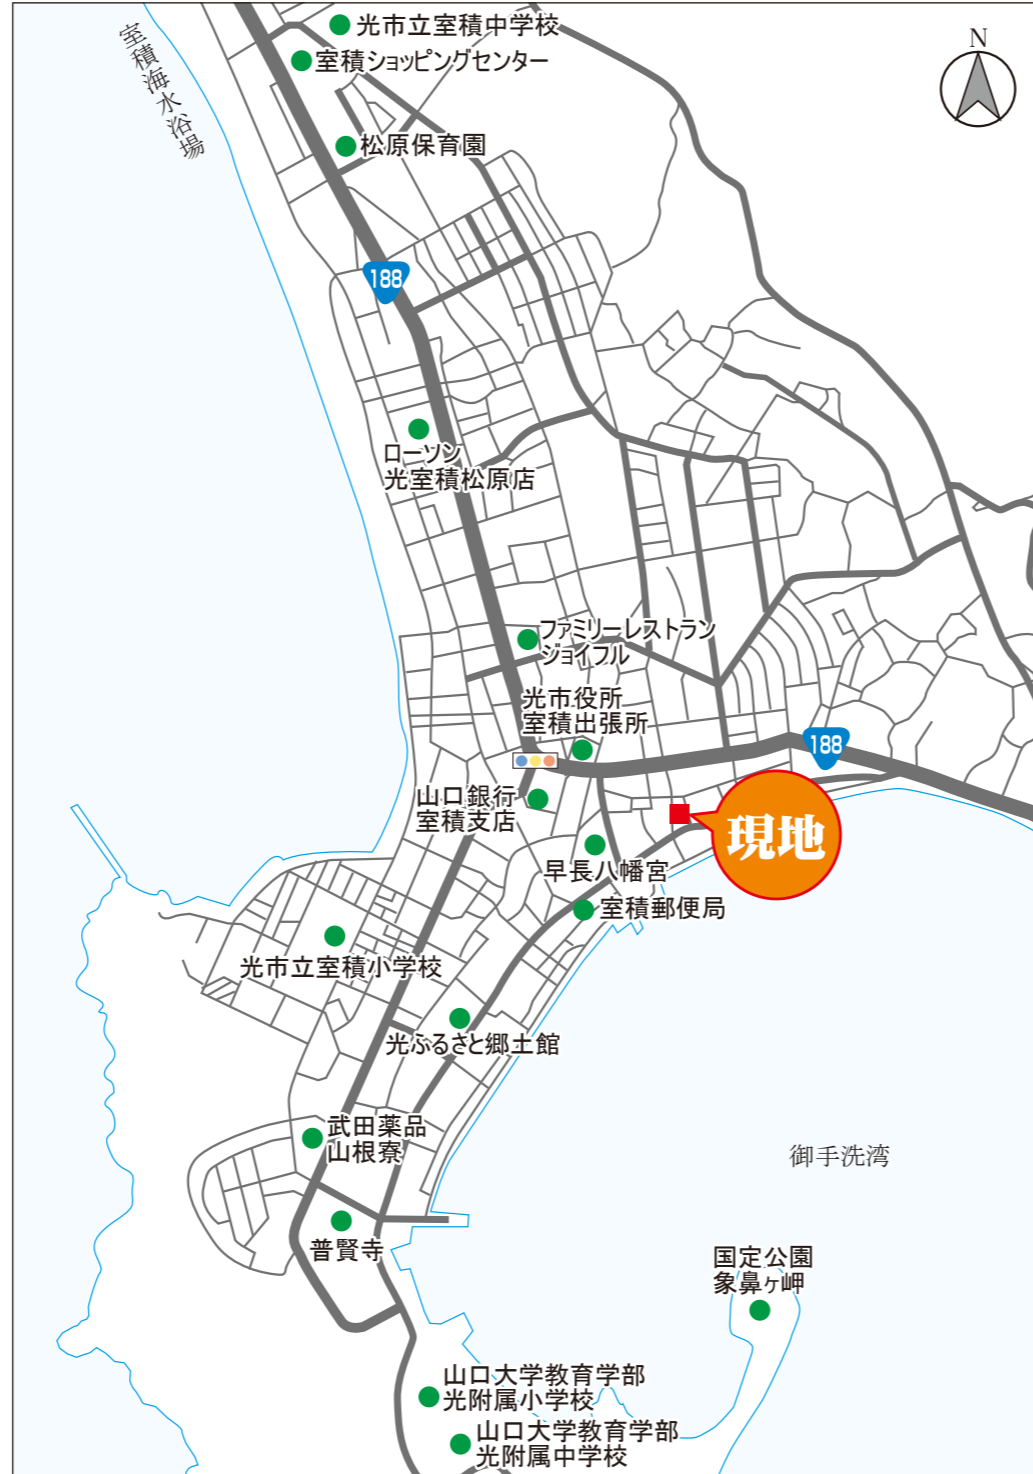 光市立室積中学校
室積海水浴場
N
室積ショッピングセンター
松原保育園
188
ローソン
光室積松原店
ファミリーレストラン
ジョイフル
光市役所
室積出張所
188
山口銀行
室積支店
現地
早長八幡宮
室積郵便局
光市立室積小学校
光ふるさと郷土館
武田薬品
山根寮
御手洗湾
普賢寺
国定公園
象鼻ヶ岬
山口大学教育学部
光附属小学校
山口大学教育学部
光附属中学校